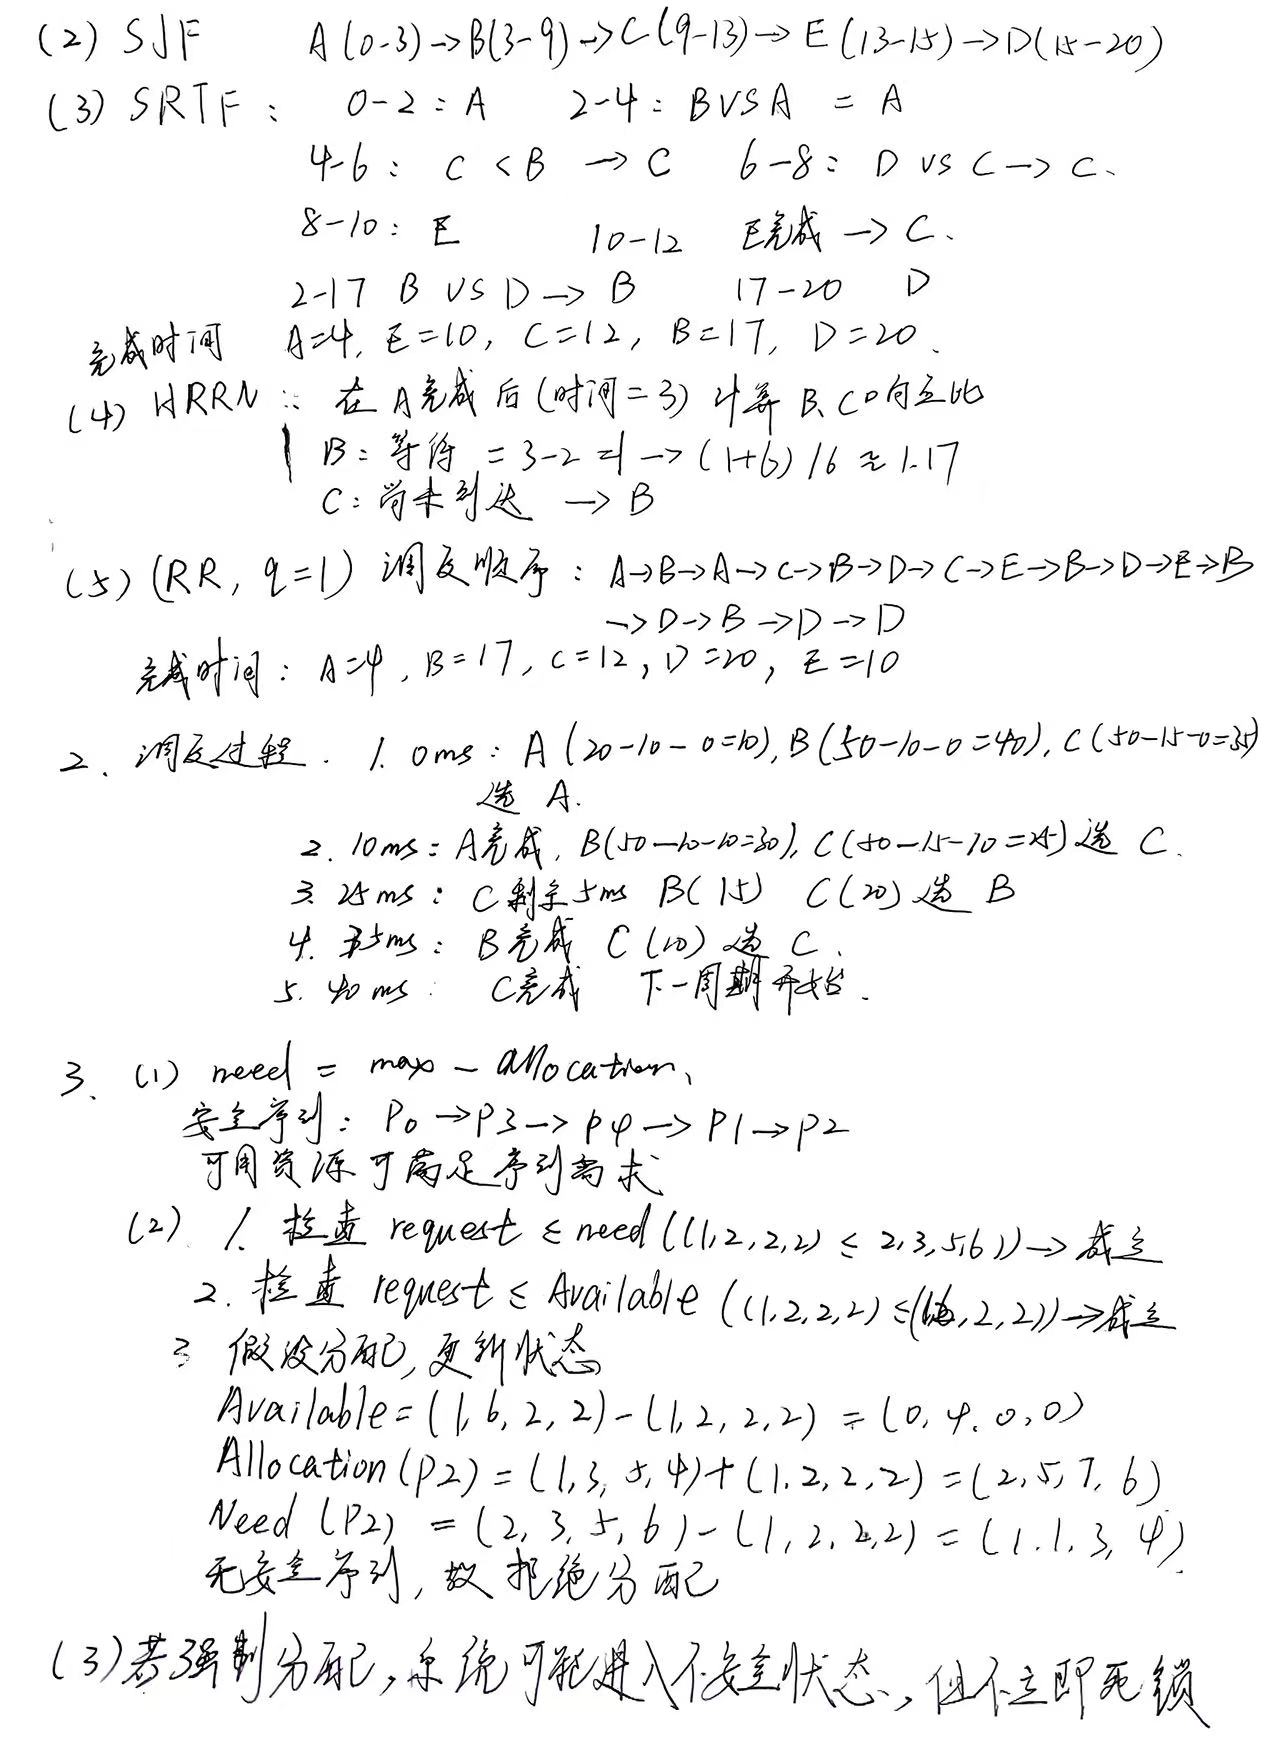 (2) SJF A(0-3)→B(3-9)→C(9-13)→E(13-15)→D(15-20)
(3) SRTF: 0-2:A 2-4:BVSA = A
4-6: C<B → C 6-8: D VS C → C、
8-10: E 10-12 E完成 → C.
2-17 B VS D → B 17-20 D
完成时间 A=4, E=10, C=12, B=17, D=20.
(4) HRRN: 在A完成后(时间=3) 计算 B、C响应比
B: 等待 = 3-2=1 → (1+6)/6≈1.17
C: 尚未到达 → B
(5) (RR, q=1) 调度顺序: A→B→A→C→B→D→C→E→B→D→E→B
→D→B→D→D
完成时间: A=4, B=17, C=12, D=20, E=10
2. 调度过程. 1. 0ms: A(20-10-0=10), B(50-10-0=40), C(50-15-0=35)
选 A.
2. 10ms: A完成, B(50-10-10=30), C(50-15-10=25) 选 C.
3. 25ms: C剩余5ms B(15) C(20) 选 B
4. 35ms: B完成 C(10) 选 C.
5. 40ms: C完成 下一周期开始.
3. (1) need = max - allocation、
安全序列: P0→P3→P4→P1→P2
可用资源可满足序列需求
(2) 1. 检查 request ≤ need ((1,2,2,2) ≤ 2,3,5,6)) → 成立
2. 检查 request ≤ Available ((1,2,2,2) ≤(1,6,2,2)) → 成立
3 假设分配, 更新状态
Available=(1,6,2,2)-(1,2,2,2)=(0,4,0,0)
Allocation(P2)=(1,3,5,4)+(1,2,2,2)=(2,5,7,6)
Need (P2) = (2,3,5,6)-(1,2,2,2)=(1.1,3,4)
无安全序列, 故拒绝分配
(3)若强制分配,系统可能进入不安全状态,但不立即死锁